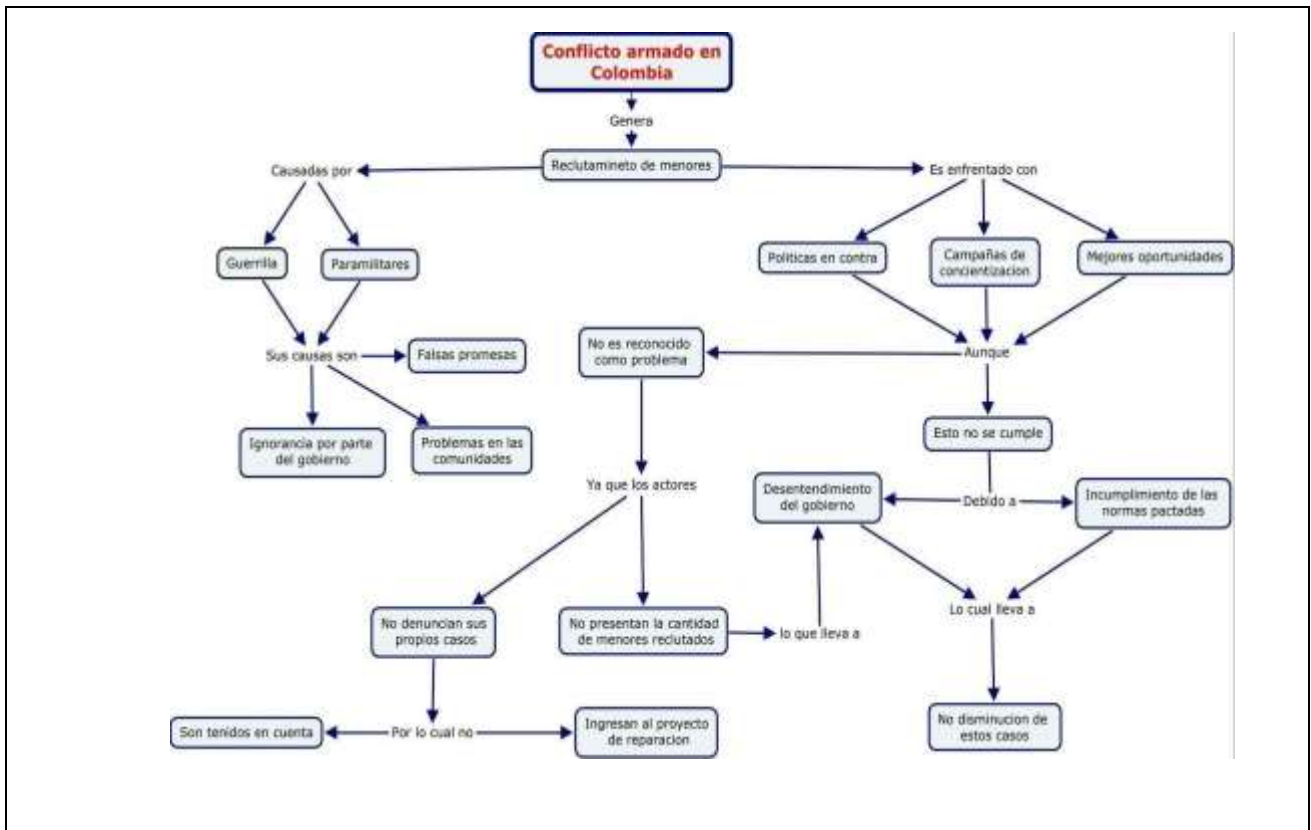 Conflicto armado en
Colombia
Genera
Reclutamineto de menores
Causadas por
Es enfrentado con
Guerrilla
Paramilitares
Politicas en contra
Campañas de
concientizacion
Mejores oportunidades
Sus causas son
Falsas promesas
No es reconocido
como problema
Aunque
Ignorancia por parte
del gobierno
Problemas en las
comunidades
Esto no se cumple
Ya que los actores
Desentendimiento
del gobierno
Debido a
Incumplimiento de las
normas pactadas
No denuncian sus
propios casos
No presentan la cantidad
de menores reclutados
lo que lleva a
Lo cual lleva a
Son tenidos en cuenta
Por lo cual no
Ingresan al proyecto
de reparacion
No disminucion de
estos casos